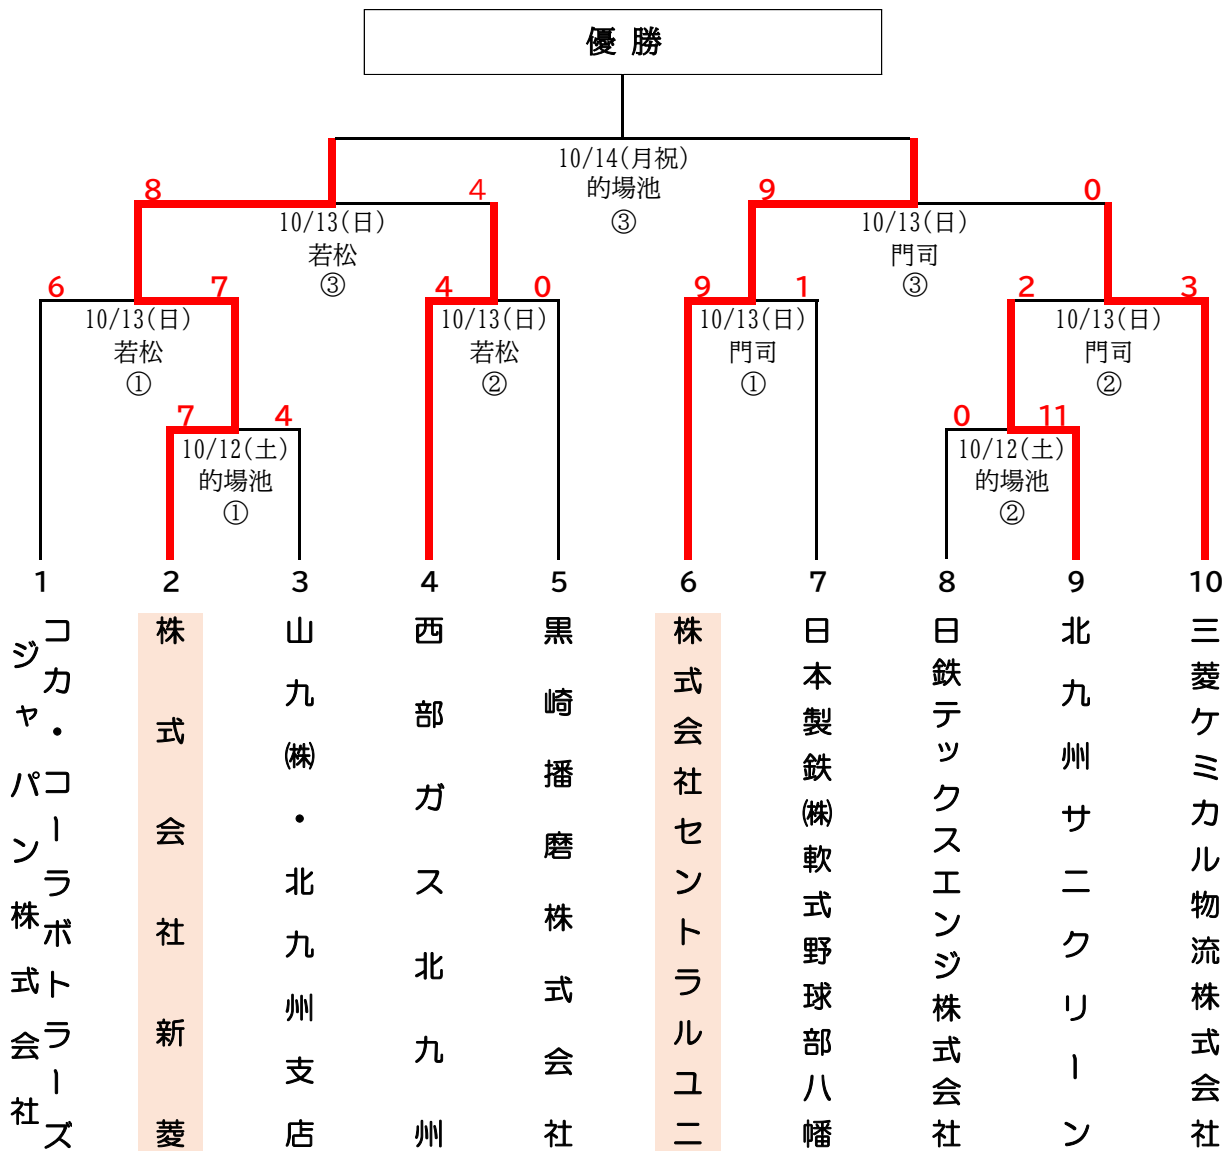 優 勝
10/14(月祝)
的場池
③
8
4
9
0
10/13(日)
若松
③
10/13(日)
門司
③
6
7
4
0
9
1
2
3
10/13(日)
若松
①
10/13(日)
若松
②
10/13(日)
門司
①
10/13(日)
門司
②
7
4
0
11
10/12(土)
的場池
①
10/12(土)
的場池
②
1
2
3
4
5
6
7
8
9
10
コカ・コーラボトラーズ
ジャパン株式会社
株式会社新菱
山九㈱・北九州支店
西部ガス北九州
黒崎播磨株式会社
株式会社セントラルユニ
日本製鉄㈱軟式野球部八幡
日鉄テックスエンジ株式会社
北九州サニクリーン
三菱ケミカル物流株式会社